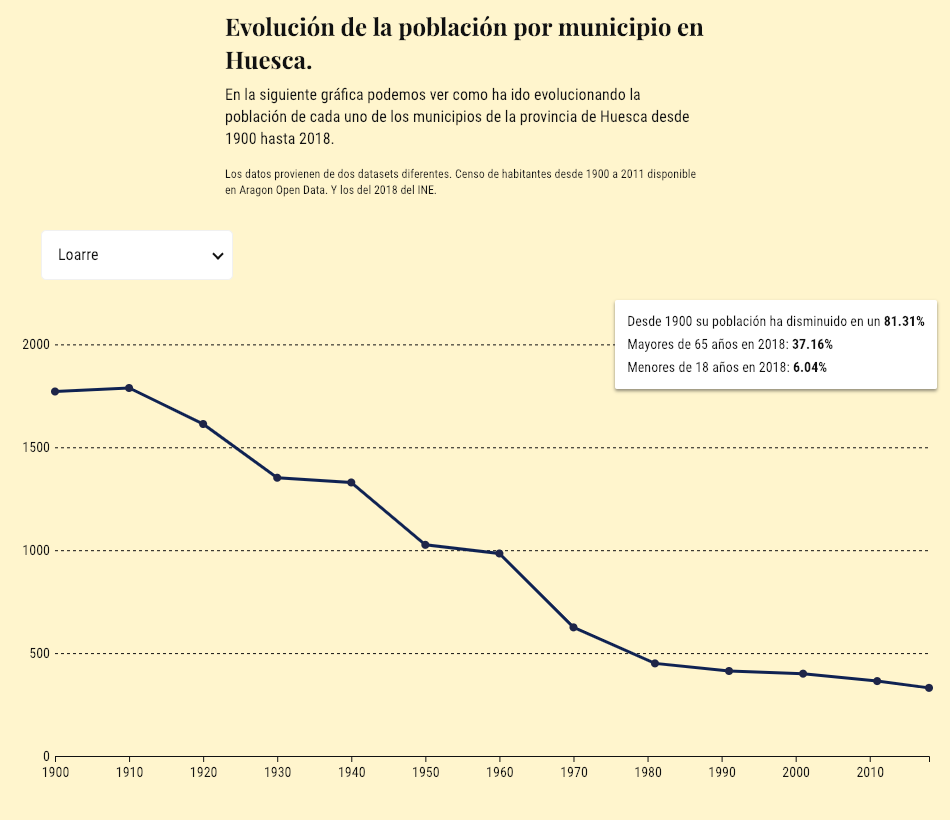 Evolución de la población por municipio en
Huesca.
En la siguiente gráfica podemos ver como ha ido evolucionando la
población de cada uno de los municipios de la provincia de Huesca desde
1900 hasta 2018.
Los datos provienen de dos datasets diferentes. Censo de habitantes desde 1900 a 2011 disponible
en Aragon Open Data. Y los del 2018 del INE.
Loarre
Desde 1900 su población ha disminuido en un 81.31%
Mayores de 65 años en 2018: 37.16%
Menores de 18 años en 2018: 6.04%
2000
1500
1000
500
0
1900 1910 1920 1930 1940 1950 1960 1970 1980 1990 2000 2010